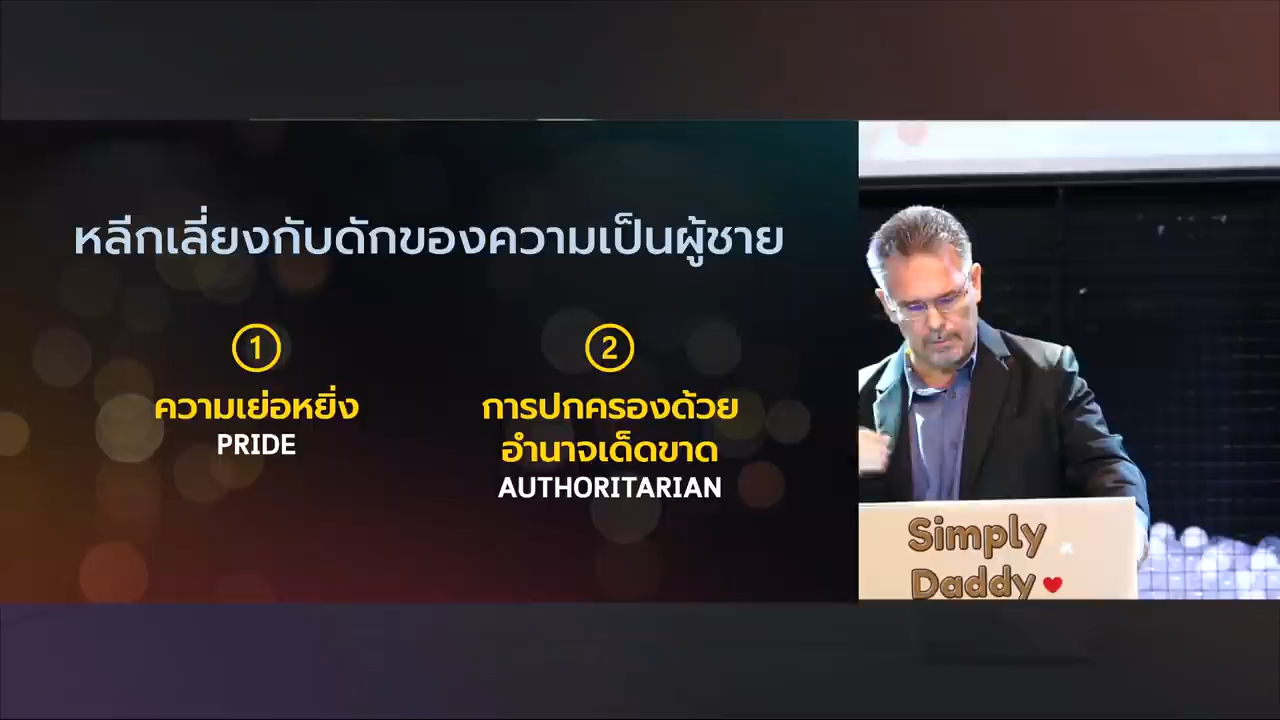 หลีกเลี่ยงกับดักของความเป็นผู้ชาย
1
ความเย่อหยิ่ง
PRIDE
2
การปกครองด้วย
อำนาจเด็ดขาด
AUTHORITARIAN
Simply
Daddy